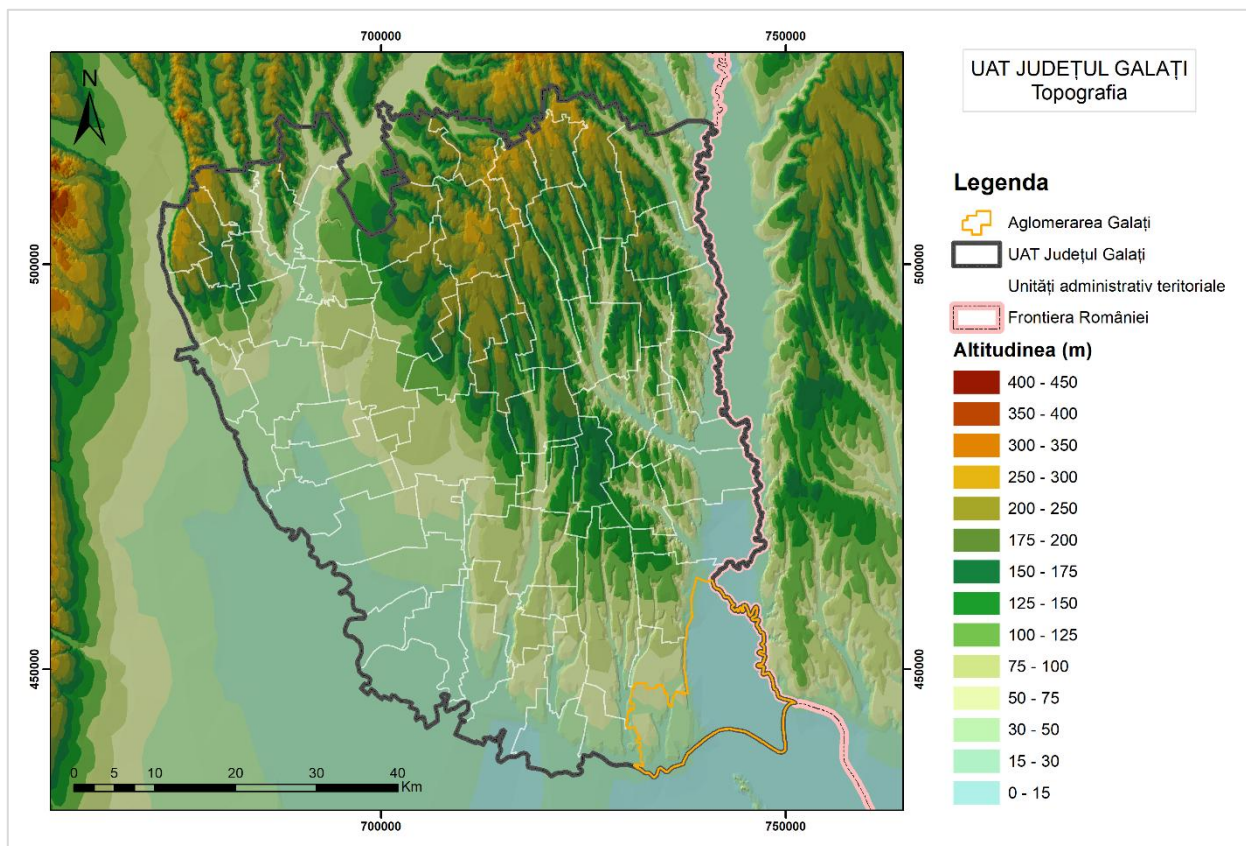 UAT JUDEȚUL GALAȚI
Topografia
700000
750000
N
500000
500000
450000
450000
0 5 10 20 30 40
Km
700000
750000
Legenda
Aglomerarea Galați
UAT Județul Galați
Unități administrativ teritoriale
Frontiera României
Altitudinea (m)
400 - 450
350 - 400
300 - 350
250 - 300
200 - 250
175 - 200
150 - 175
125 - 150
100 - 125
75 - 100
50 - 75
30 - 50
15 - 30
0 - 15